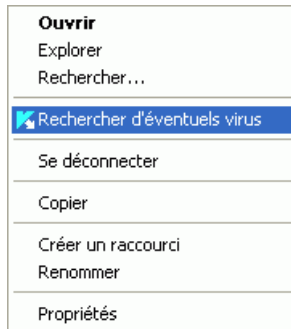 Ouvrir
Explorer
Rechercher...
Rechercher d'éventuels virus
Se déconnecter
Copier
Créer un raccourci
Renommer
Propriétés